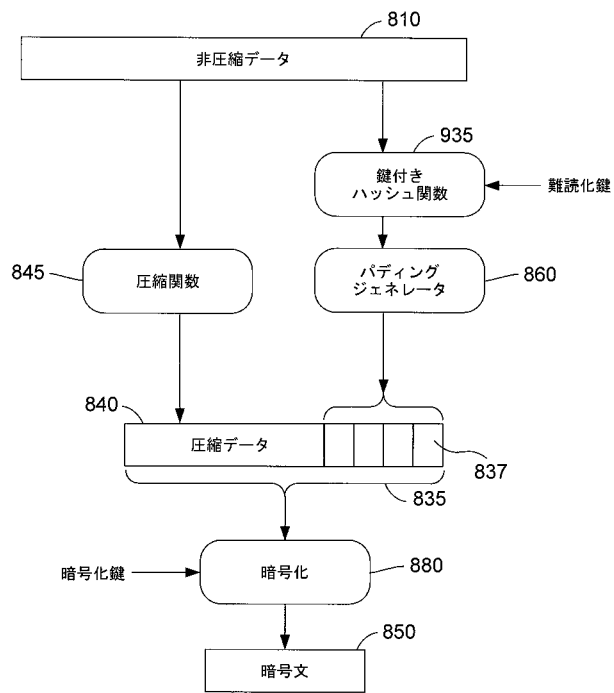 810
非圧縮データ
935
鍵付き
ハッシュ関数
難読化鍵
845
圧縮関数
パディング
ジェネレータ
860
840
圧縮データ
837
835
暗号化鍵
暗号化
880
850
暗号文